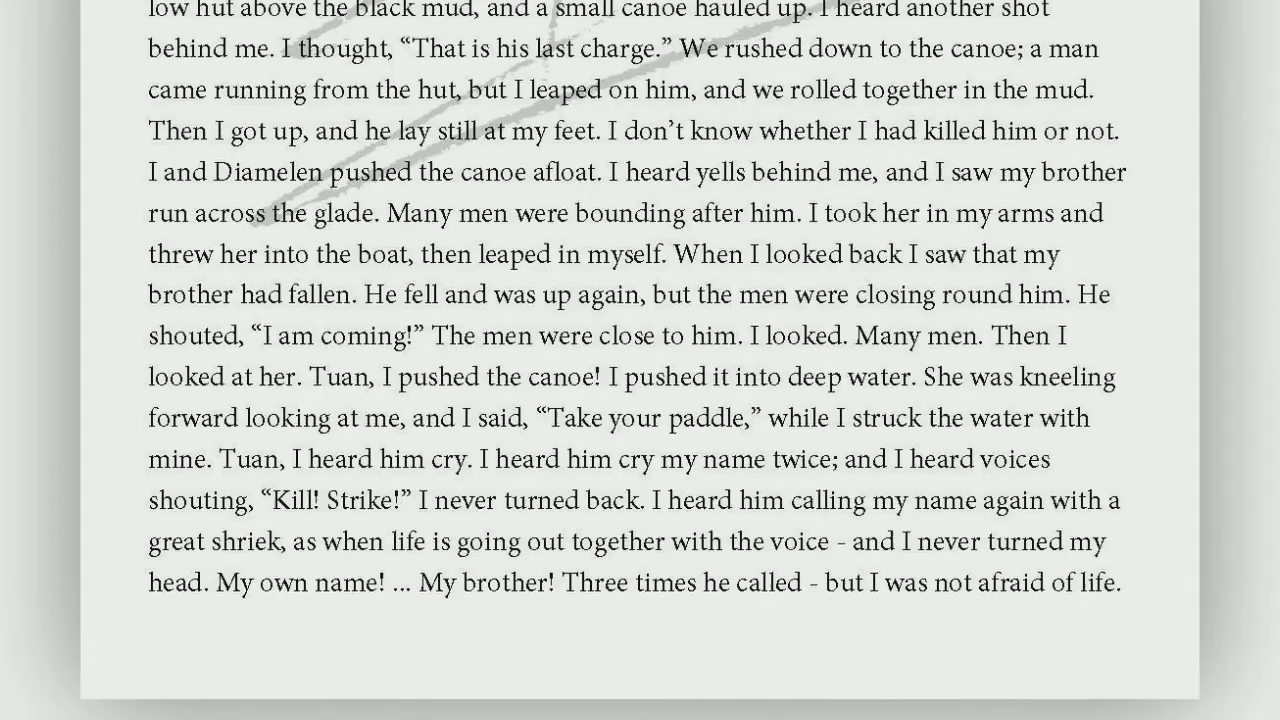 low hut above the black mud, and a small canoe hauled up. I heard another shot
behind me. I thought, “That is his last charge.” We rushed down to the canoe; a man
came running from the hut, but I leaped on him, and we rolled together in the mud.
Then I got up, and he lay still at my feet. I don’t know whether I had killed him or not.
I and Diamelen pushed the canoe afloat. I heard yells behind me, and I saw my brother
run across the glade. Many men were bounding after him. I took her in my arms and
threw her into the boat, then leaped in myself. When I looked back I saw that my
brother had fallen. He fell and was up again, but the men were closing round him. He
shouted, “I am coming!” The men were close to him. I looked. Many men. Then I
looked at her. Tuan, I pushed the canoe! I pushed it into deep water. She was kneeling
forward looking at me, and I said, “Take your paddle,” while I struck the water with
mine. Tuan, I heard him cry. I heard him cry my name twice; and I heard voices
shouting, “Kill! Strike!” I never turned back. I heard him calling my name again with a
great shriek, as when life is going out together with the voice - and I never turned my
head. My own name! ... My brother! Three times he called - but I was not afraid of life.